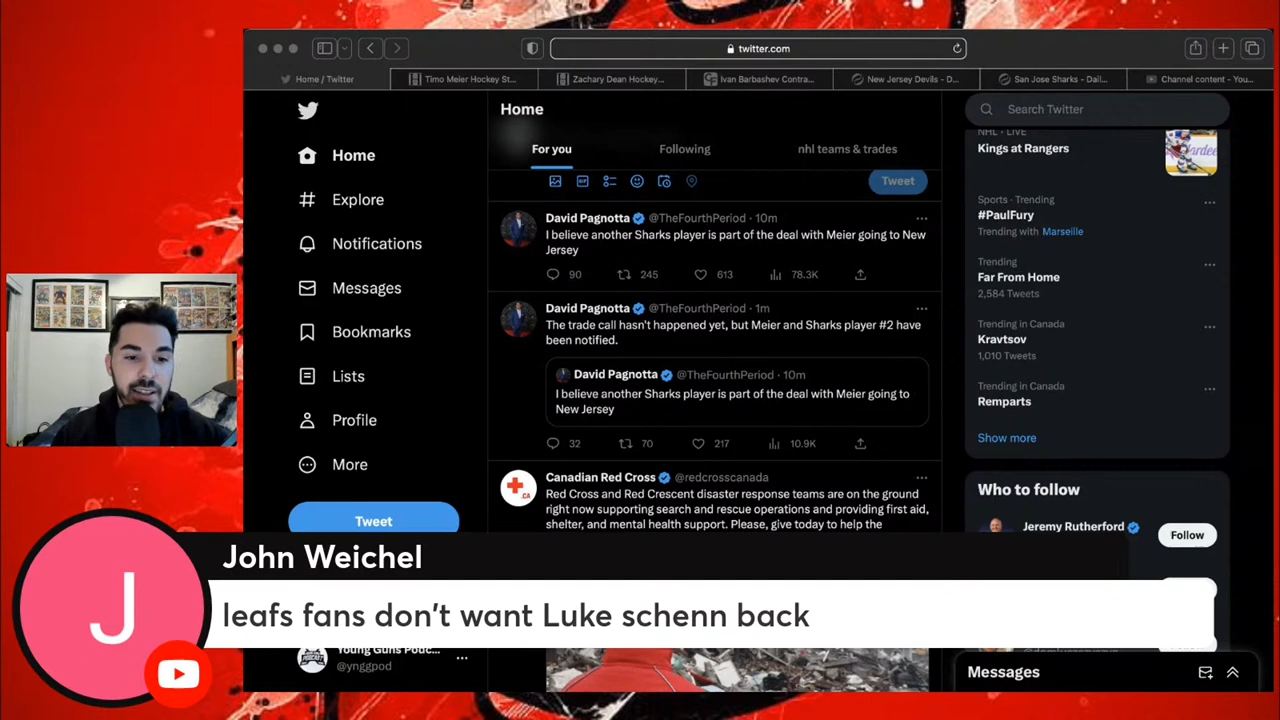 twitter.com
Home / Twitter
Timo Meier Hockey St...
Zachary Dean Hockey...
Ivan Barbashev Contra...
New Jersey Devils - D...
San Jose Sharks - Dail...
Channel content - You...
Home
Explore
Notifications
Messages
Bookmarks
Lists
Profile
More
Tweet
Young Guns Podc...
@ynggpod
Home
For you
Following
nhl teams & trades
GIF
Tweet
David Pagnotta @TheFourthPeriod · 10m
I believe another Sharks player is part of the deal with Meier going to New
Jersey
90 245 613 78.3K
David Pagnotta @TheFourthPeriod · 1m
The trade call hasn't happened yet, but Meier and Sharks player #2 have
been notified.
David Pagnotta @TheFourthPeriod · 10m
I believe another Sharks player is part of the deal with Meier going to
New Jersey
32 70 217 10.9K
Canadian Red Cross @redcrosscanada
Red Cross and Red Crescent disaster response teams are on the ground
right now supporting search and rescue operations and providing first aid,
shelter, and mental health support. Please, give today to help the
Search Twitter
NHL · LIVE
Kings at Rangers
Sports · Trending
#PaulFury
Trending with Marseille
Trending
Far From Home
2,584 Tweets
Trending in Canada
Kravtsov
1,010 Tweets
Trending in Canada
Remparts
Show more
Who to follow
Jeremy Rutherford
Follow
Messages
J
John Weichel
leafs fans don't want Luke schenn back